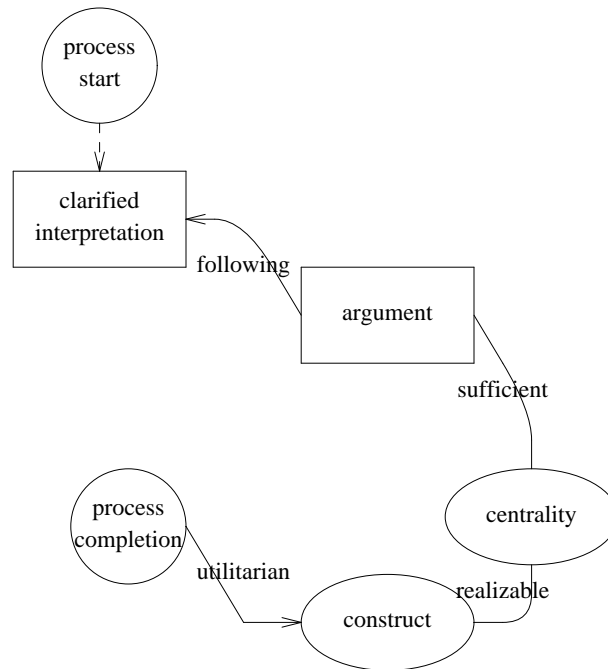 process
start
clarified
interpretation
following
argument
sufficient
process
completion
centrality
utilitarian
realizable
construct